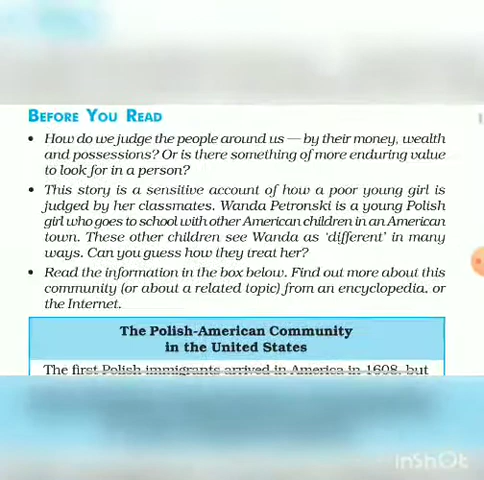 BEFORE YOU READ
• How do we judge the people around us — by their money, wealth
and possessions? Or is there something of more enduring value
to look for in a person?
• This story is a sensitive account of how a poor young girl is
judged by her classmates. Wanda Petronski is a young Polish
girl who goes to school with other American children in an American
town. These other children see Wanda as ‘different’ in many
ways. Can you guess how they treat her?
• Read the information in the box below. Find out more about this
community (or about a related topic) from an encyclopedia, or
the Internet.
The Polish-American Community
in the United States
The first Polish immigrants arrived in America in 1608, but
InShOt